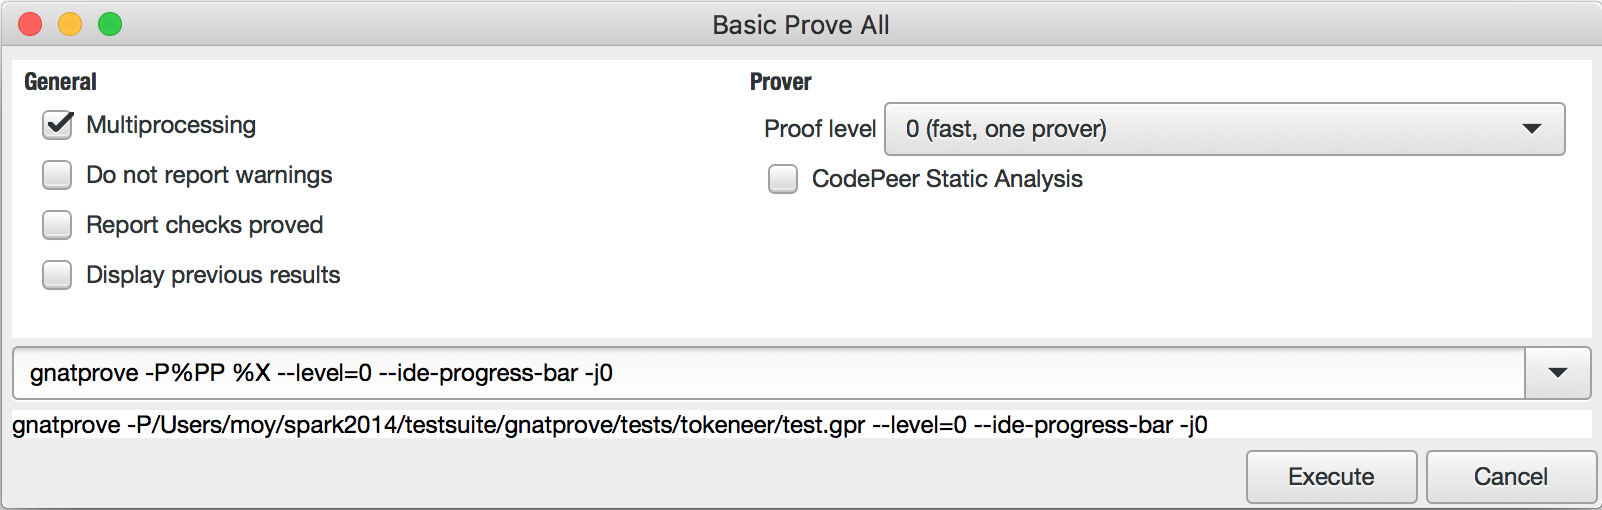 Basic Prove All
General
Multiprocessing
Do not report warnings
Report checks proved
Display previous results
Prover
Proof level 0 (fast, one prover)
CodePeer Static Analysis
gnatprove -P%PP %X --level=0 --ide-progress-bar -j0
gnatprove -P/Users/moy/spark2014/testsuite/gnatprove/tests/tokeneer/test.gpr --level=0 --ide-progress-bar -j0
Execute Cancel